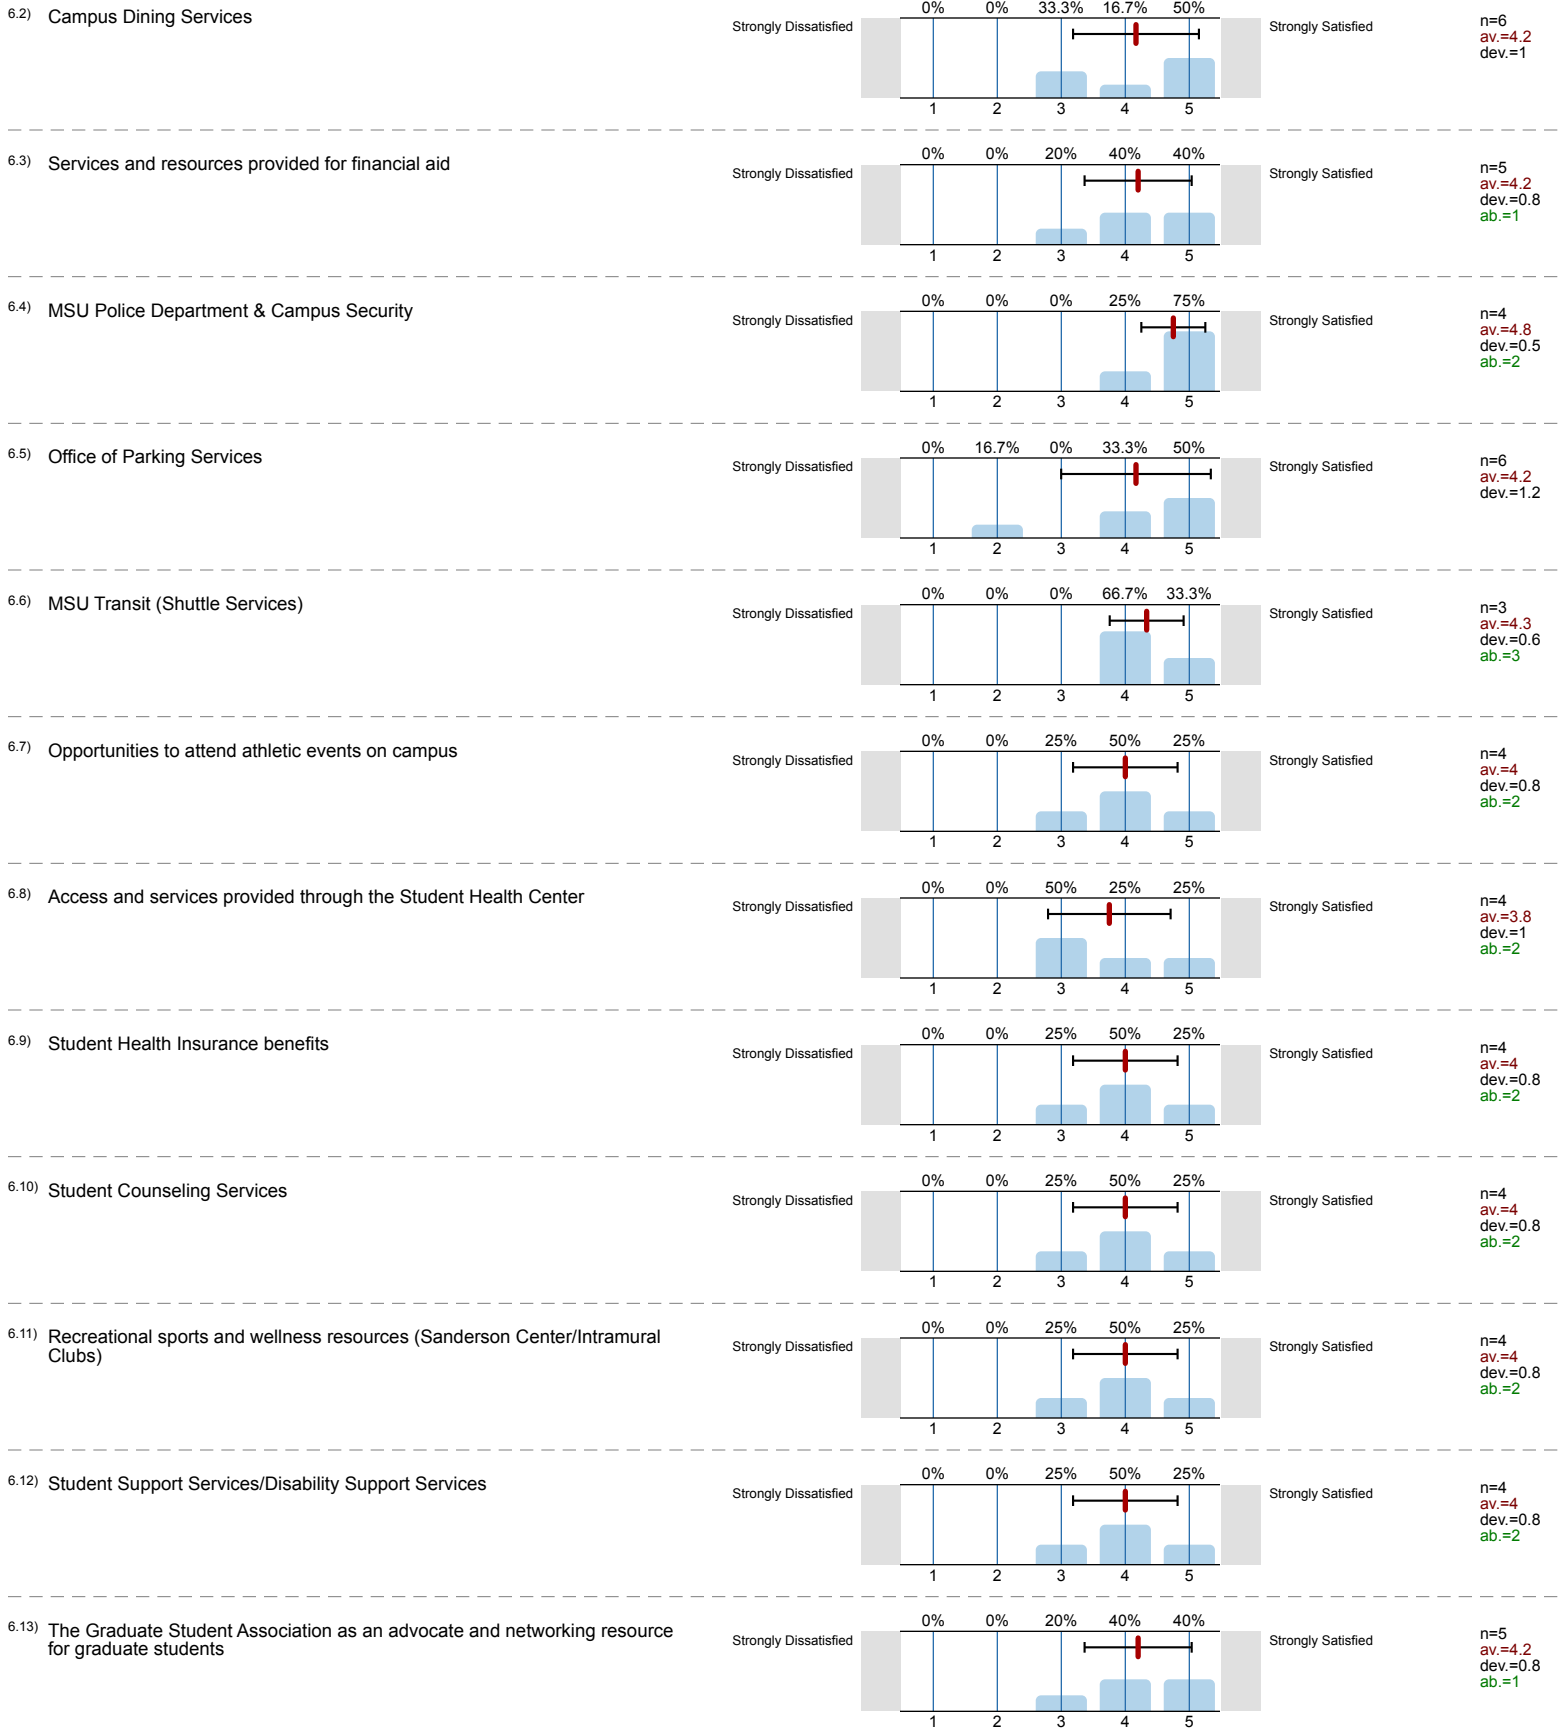 6.2) Campus Dining Services
Strongly Dissatisfied
0% 0% 33.3% 16.7% 50%
1 2 3 4 5
Strongly Satisfied
n=6
av.=4.2
dev.=1
6.3) Services and resources provided for financial aid
Strongly Dissatisfied
0% 0% 20% 40% 40%
1 2 3 4 5
Strongly Satisfied
n=5
av.=4.2
dev.=0.8
ab.=1
6.4) MSU Police Department & Campus Security
Strongly Dissatisfied
0% 0% 0% 25% 75%
1 2 3 4 5
Strongly Satisfied
n=4
av.=4.8
dev.=0.5
ab.=2
6.5) Office of Parking Services
Strongly Dissatisfied
0% 16.7% 0% 33.3% 50%
1 2 3 4 5
Strongly Satisfied
n=6
av.=4.2
dev.=1.2
6.6) MSU Transit (Shuttle Services)
Strongly Dissatisfied
0% 0% 0% 66.7% 33.3%
1 2 3 4 5
Strongly Satisfied
n=3
av.=4.3
dev.=0.6
ab.=3
6.7) Opportunities to attend athletic events on campus
Strongly Dissatisfied
0% 0% 25% 50% 25%
1 2 3 4 5
Strongly Satisfied
n=4
av.=4
dev.=0.8
ab.=2
6.8) Access and services provided through the Student Health Center
Strongly Dissatisfied
0% 0% 50% 25% 25%
1 2 3 4 5
Strongly Satisfied
n=4
av.=3.8
dev.=1
ab.=2
6.9) Student Health Insurance benefits
Strongly Dissatisfied
0% 0% 25% 50% 25%
1 2 3 4 5
Strongly Satisfied
n=4
av.=4
dev.=0.8
ab.=2
6.10) Student Counseling Services
Strongly Dissatisfied
0% 0% 25% 50% 25%
1 2 3 4 5
Strongly Satisfied
n=4
av.=4
dev.=0.8
ab.=2
6.11) Recreational sports and wellness resources (Sanderson Center/Intramural
Clubs)
Strongly Dissatisfied
0% 0% 25% 50% 25%
1 2 3 4 5
Strongly Satisfied
n=4
av.=4
dev.=0.8
ab.=2
6.12) Student Support Services/Disability Support Services
Strongly Dissatisfied
0% 0% 25% 50% 25%
1 2 3 4 5
Strongly Satisfied
n=4
av.=4
dev.=0.8
ab.=2
6.13) The Graduate Student Association as an advocate and networking resource
for graduate students
Strongly Dissatisfied
0% 0% 20% 40% 40%
1 2 3 4 5
Strongly Satisfied
n=5
av.=4.2
dev.=0.8
ab.=1